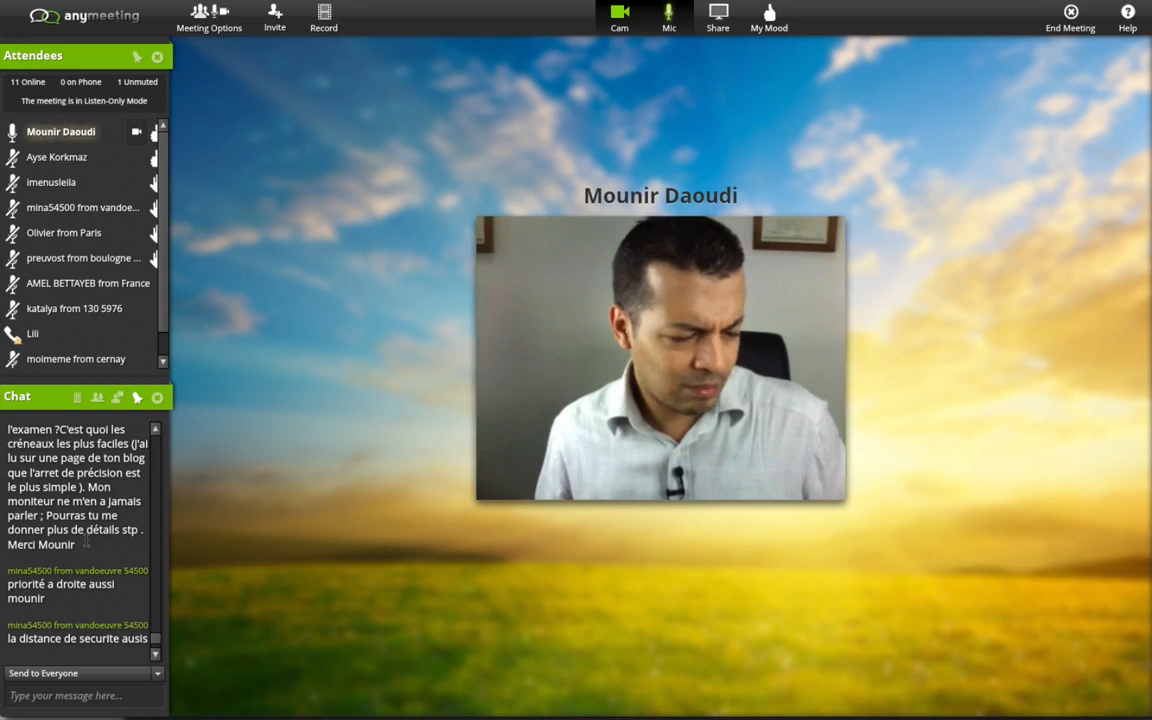 anymeeting
Meeting Options
Invite
Record
Cam
Mic
Share
My Mood
End Meeting
Help
Attendees
11 Online 0 on Phone 1 Unmuted
The meeting is in Listen-Only Mode
Mounir Daoudi
Ayse Korkmaz
imenusleila
mina54500 from vandoe...
Olivier from Paris
preuvost from boulogne ...
AMEL BETTAYEB from France
katalya from 130 5976
Lili
moimeme from cernay
Chat
l'examen ?C'est quoi les
créneaux les plus faciles (j'ai
lu sur une page de ton blog
que l'arret de précision est
le plus simple ). Mon
moniteur ne m'en a jamais
parler ; Pourras tu me
donner plus de détails stp .
Merci Mounir
mina54500 from vandoeuvre 54500
priorité a droite aussi
mounir
mina54500 from vandoeuvre 54500
la distance de securite ausis
Send to Everyone
Type your message here...
Mounir Daoudi